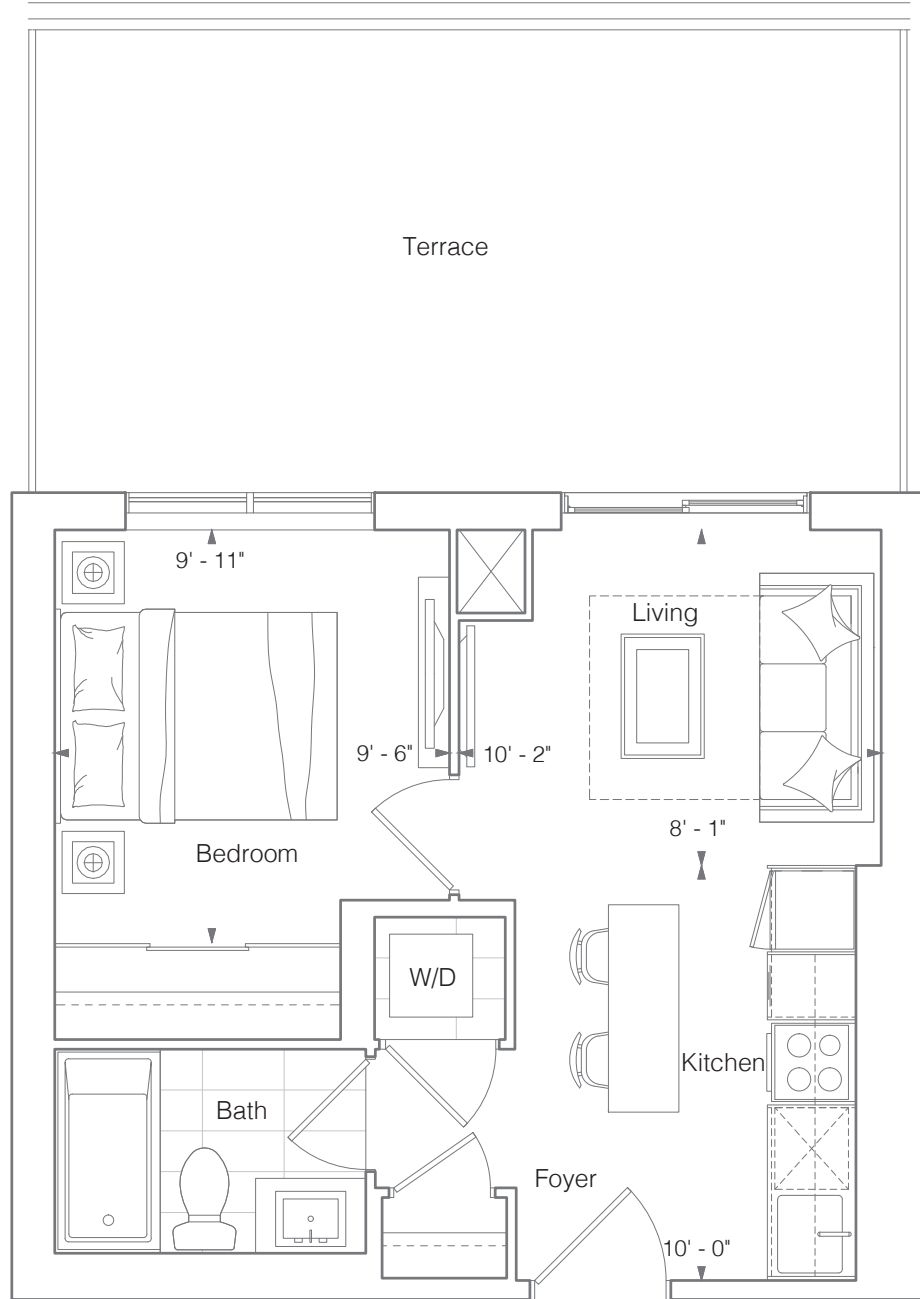 Terrace
9' - 11"
Living
9' - 6"
10' - 2"
8' - 1"
Bedroom
W/D
Kitchen
Bath
Foyer
10' - 0"